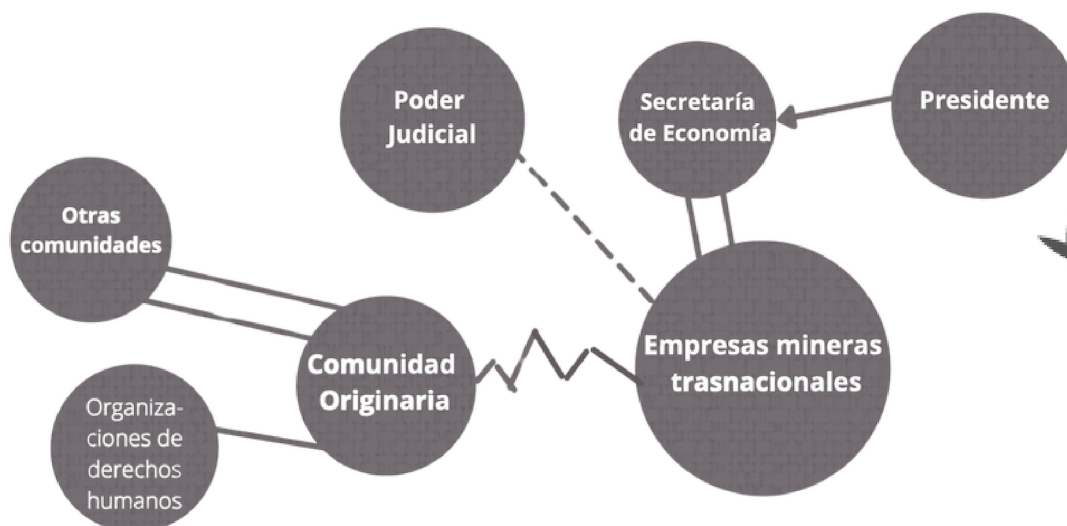 Poder
Judicial
Secretaría
de Economía
Presidente
Otras
comunidades
Comunidad
Originaria
Empresas mineras
trasnacionales
Organiza-
ciones de
derechos
humanos